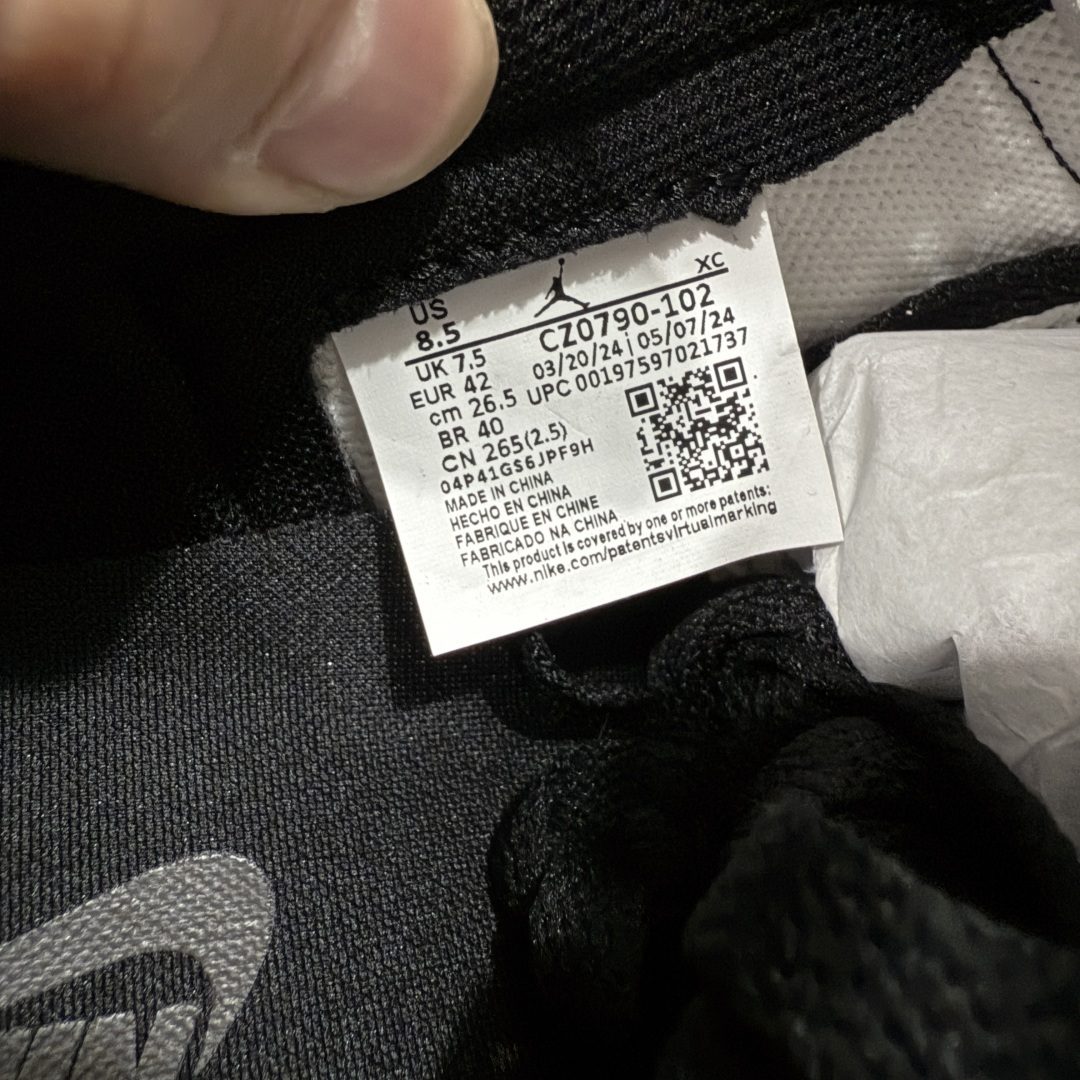 XC
US
8.5
CZ0790-102
UK 7.5
03/20/24 | 05/07/24
EUR 42
UPC 00197597021737
cm 26.5
BR 40
CN 265(2.5)
04P41GS6JPF9H
MADE IN CHINA
HECHO EN CHINA
FABRIQUE EN CHINE
FABRICADO NA CHINA
This product is covered by one or more patents:
www.nike.com/patentsvirtualmarking